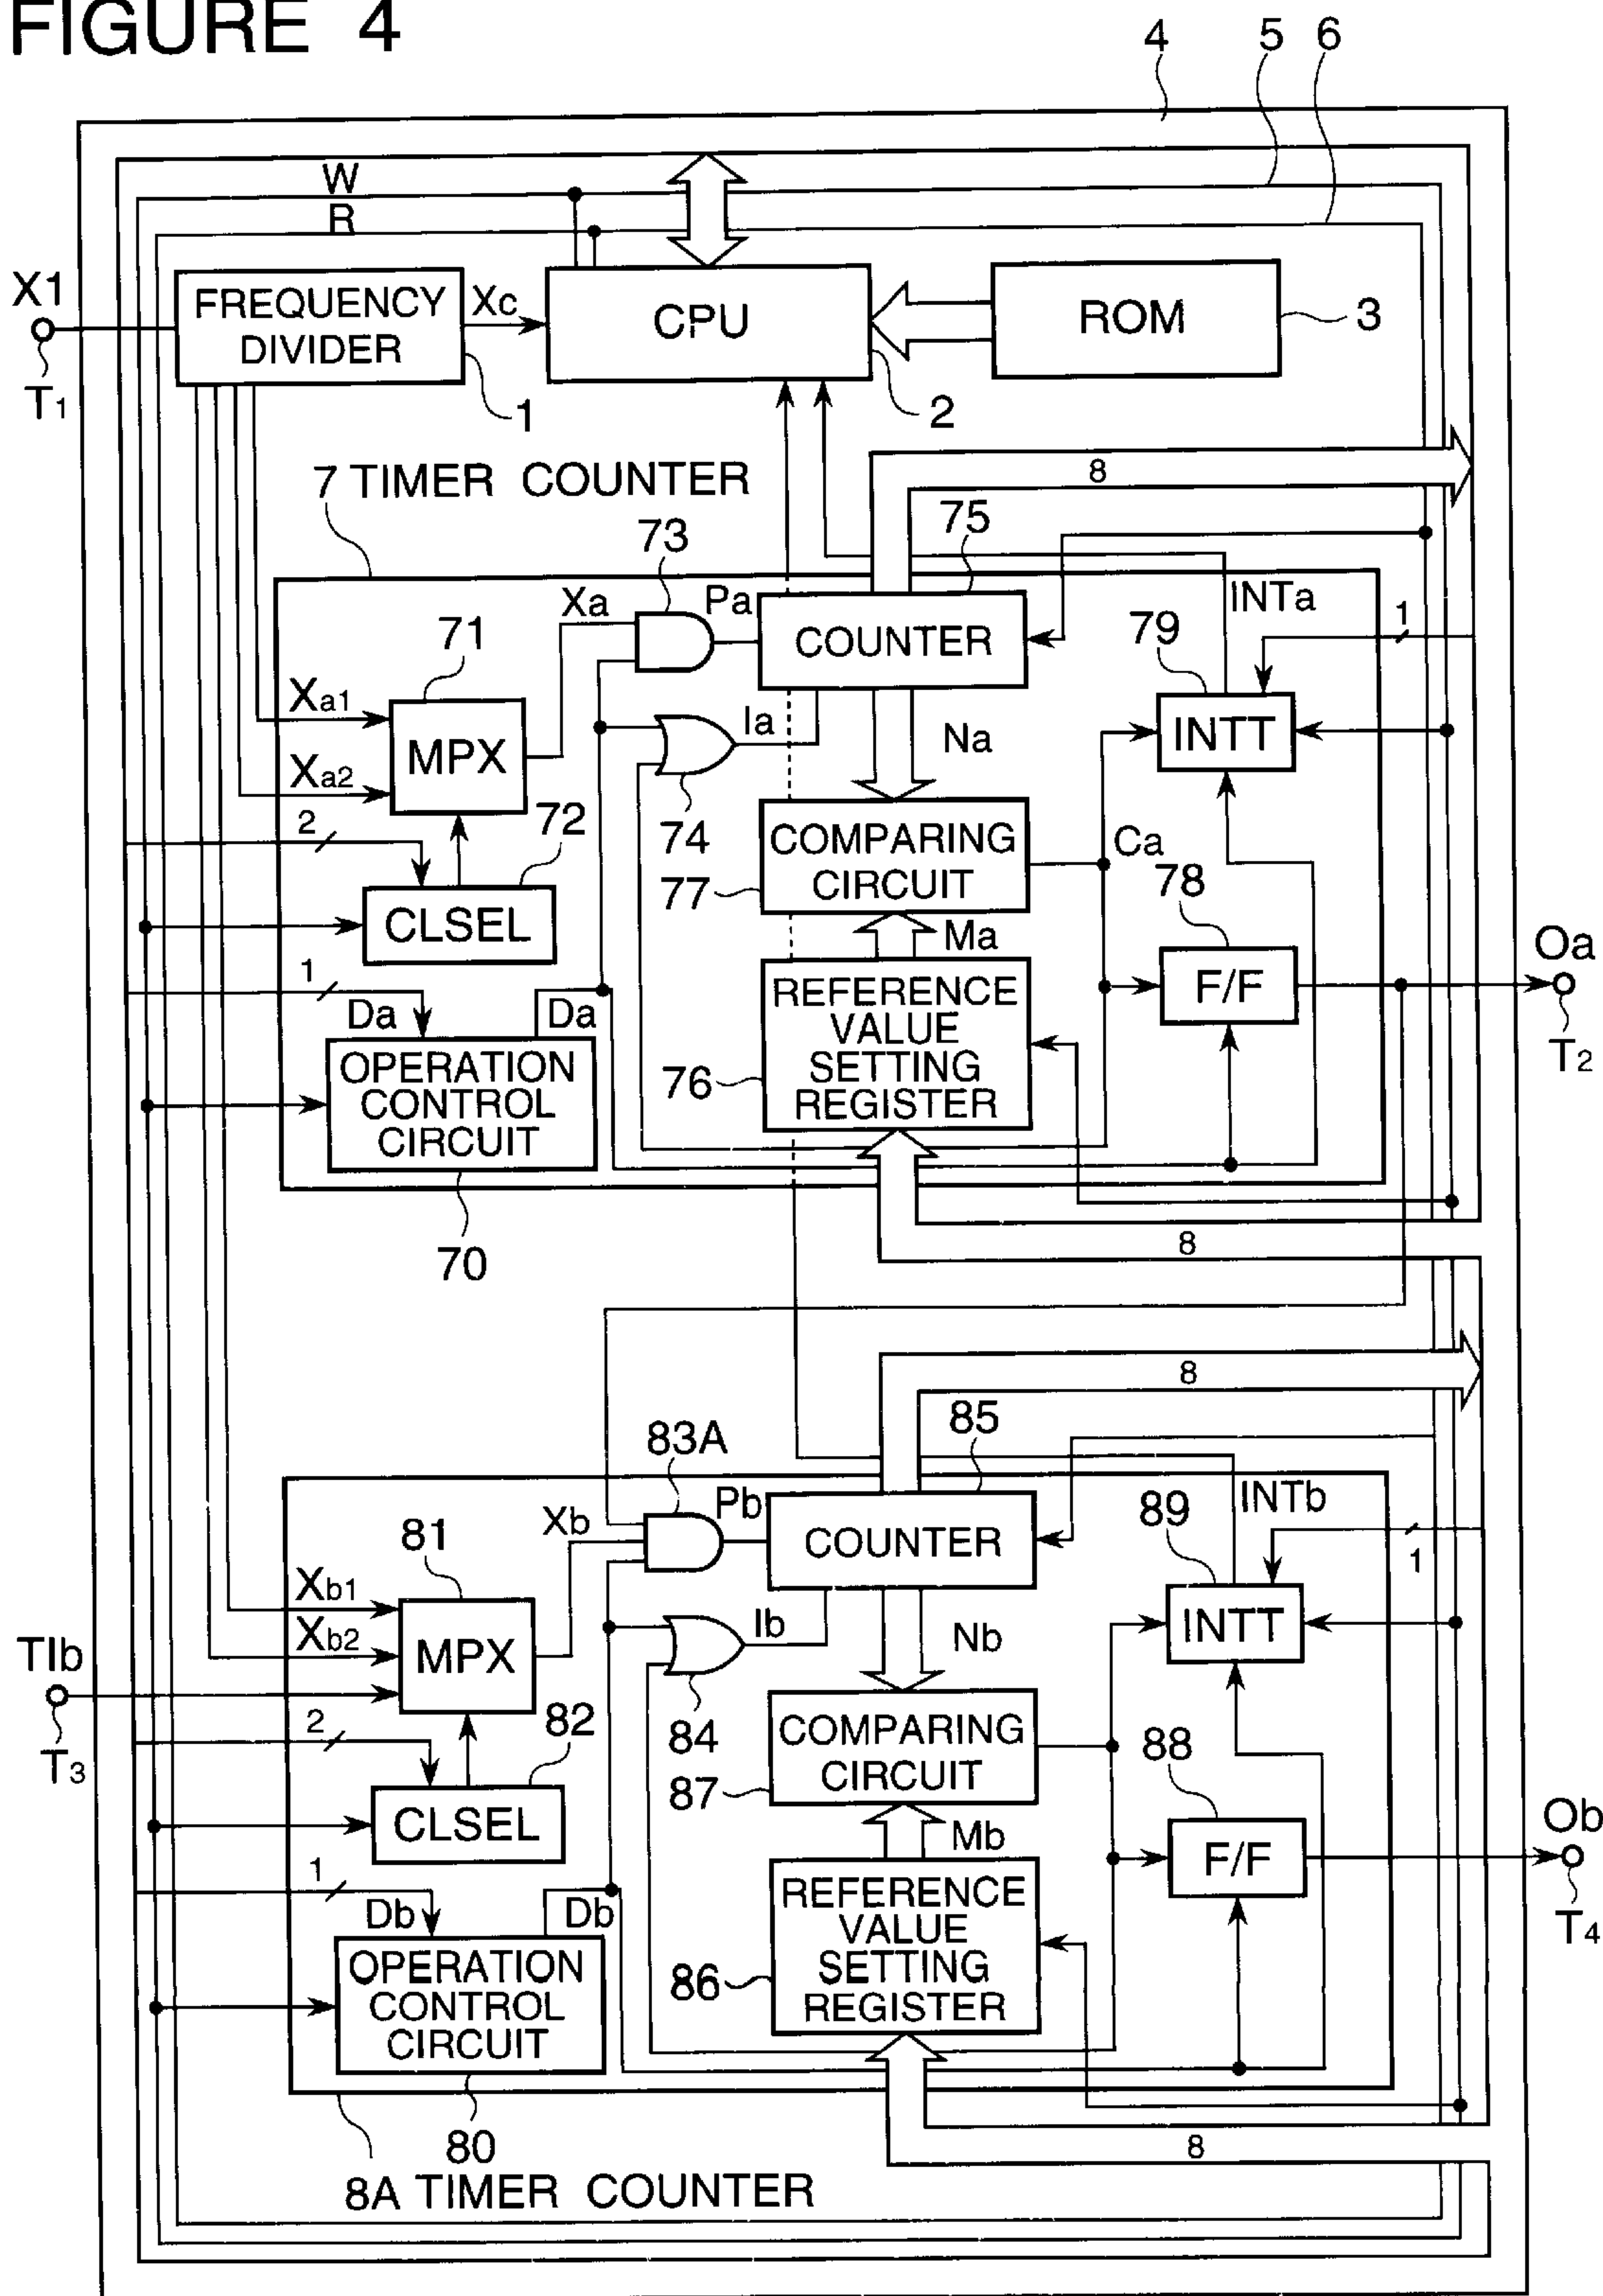 FIGURE 4
4
5
6
W
R
X1
T1
FREQUENCY
DIVIDER
1
Xc
CPU
2
ROM
3
7 TIMER COUNTER
8
73
75
Xa
Pa
COUNTER
INTa
1
79
71
Xa1
Xa2
MPX
Ia
Na
INTT
2
72
74
COMPARING
CIRCUIT
77
Ca
78
CLSEL
Ma
F/F
Oa
T2
1
Da
Da
REFERENCE
VALUE
SETTING
REGISTER
76
OPERATION
CONTROL
CIRCUIT
70
8
8
83A
85
Xb
Pb
COUNTER
INTb
1
89
81
Xb1
Xb2
MPX
Ib
Nb
INTT
TIb
T3
2
82
84
COMPARING
CIRCUIT
87
88
CLSEL
Mb
F/F
Ob
T4
1
Db
Db
REFERENCE
VALUE
SETTING
REGISTER
86
OPERATION
CONTROL
CIRCUIT
80
8
8A TIMER COUNTER